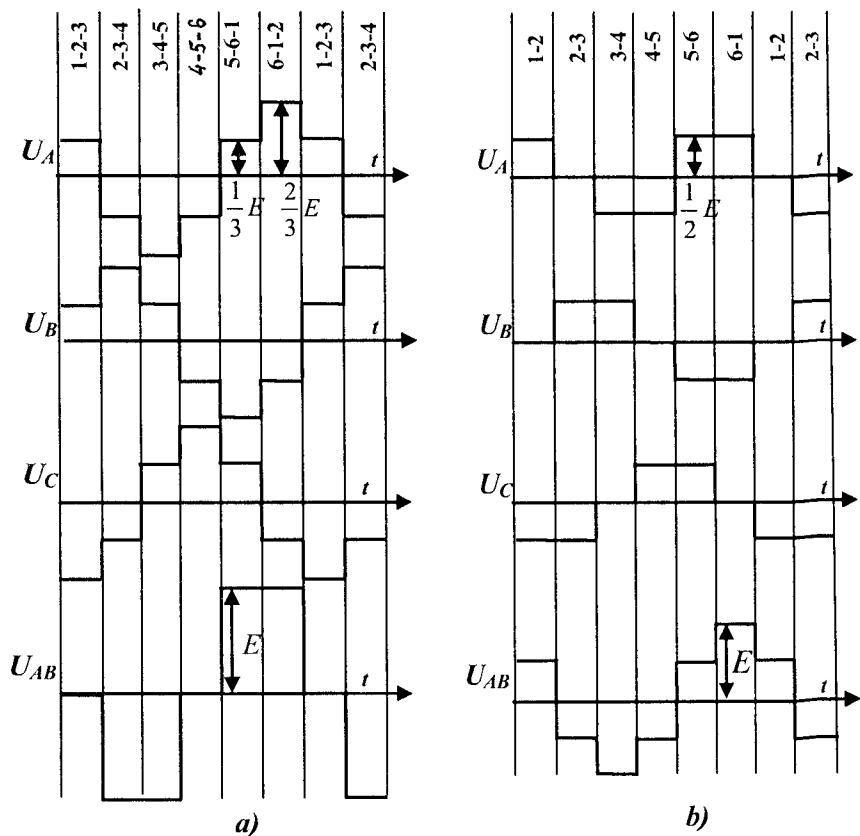 1-2-3
2-3-4
3-4-5
4-5-6
5-6-1
6-1-2
1-2-3
2-3-4
U_A
t
1/3 E
2/3 E
U_B
t
U_C
t
U_AB
E
t
a)
1-2
2-3
3-4
4-5
5-6
6-1
1-2
2-3
U_A
t
1/2 E
U_B
t
U_C
t
U_AB
E
t
b)